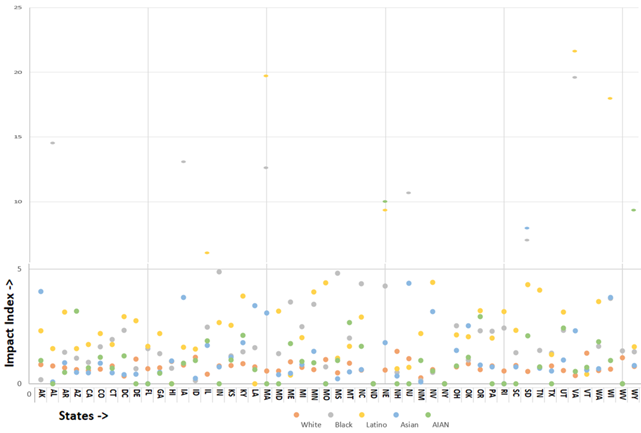 25
20
15
10
5
0
Impact Index ->
AK AL AR AZ CA CO CT DC DE FL GA HI IA ID IL IN KS KY LA MA MD ME MI MN MO MS MT NC ND NE NH NJ NM NV NY OH OK OR PA RI SC SD TN TX UT VA VT WA WI WV WY
States ->
White Black Latino Asian AIAN